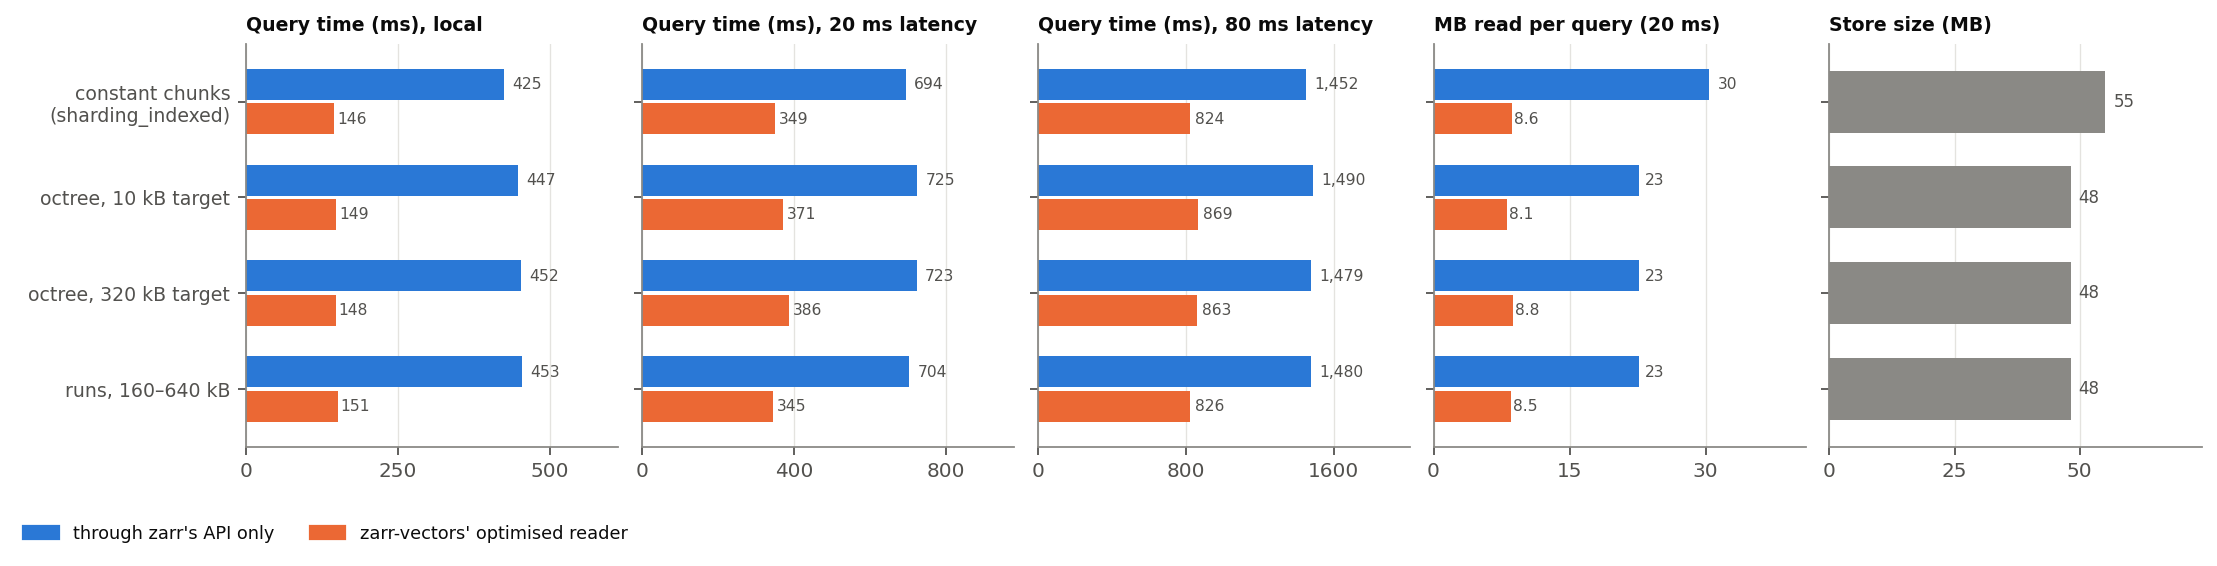 Query time (ms), local
Query time (ms), 20 ms latency
Query time (ms), 80 ms latency
MB read per query (20 ms)
Store size (MB)
constant chunks
(sharding_indexed)
425
146
694
349
1,452
824
30
8.6
55
octree, 10 kB target
447
149
725
371
1,490
869
23
8.1
48
octree, 320 kB target
452
148
723
386
1,479
863
23
8.8
48
runs, 160–640 kB
453
151
704
345
1,480
826
23
8.5
48
0 250 500
0 400 800
0 800 1600
0 15 30
0 25 50
through zarr's API only
zarr-vectors' optimised reader